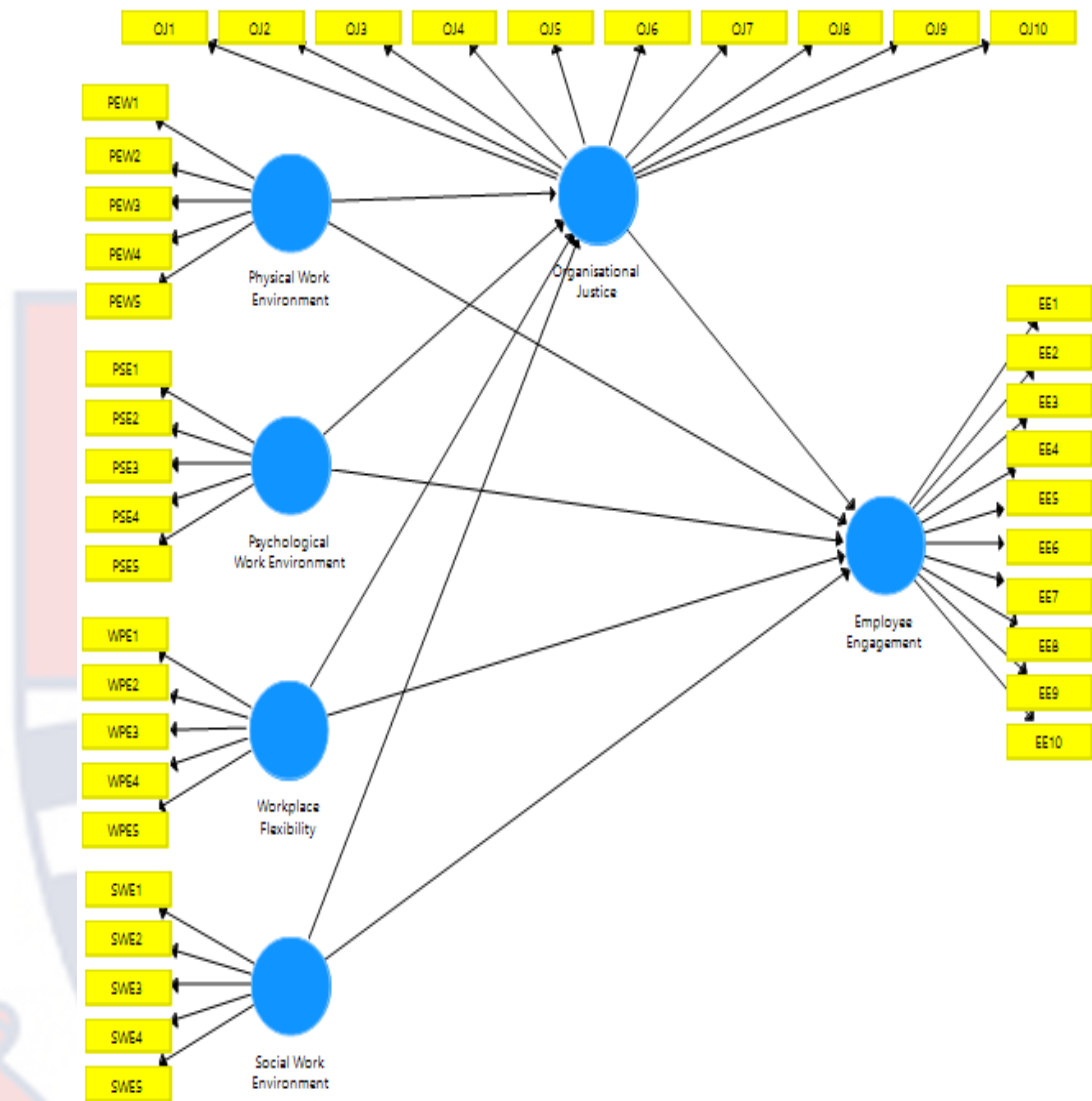 OJ1
OJ2
OJ3
OJ4
OJ5
OJ6
OJ7
OJ8
OJ9
OJ10
PEW1
PEW2
PEW3
PEW4
PEW5
Physical Work
Environment
Organisational
Justice
PSE1
PSE2
PSE3
PSE4
PSE5
Psychological
Work Environment
WPE1
WPE2
WPE3
WPE4
WPE5
Workplace
Flexibility
SWE1
SWE2
SWE3
SWE4
SWE5
Social Work
Environment
EE1
EE2
EE3
EE4
EE5
EE6
EE7
EE8
EE9
EE10
Employee
Engagement